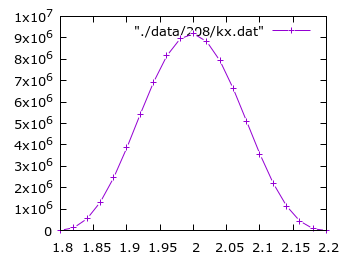 1x10⁷
"./data/208/kx.dat"
9x10⁶
8x10⁶
7x10⁶
6x10⁶
5x10⁶
4x10⁶
3x10⁶
2x10⁶
1x10⁶
0
1.8 1.85 1.9 1.95 2 2.05 2.1 2.15 2.2